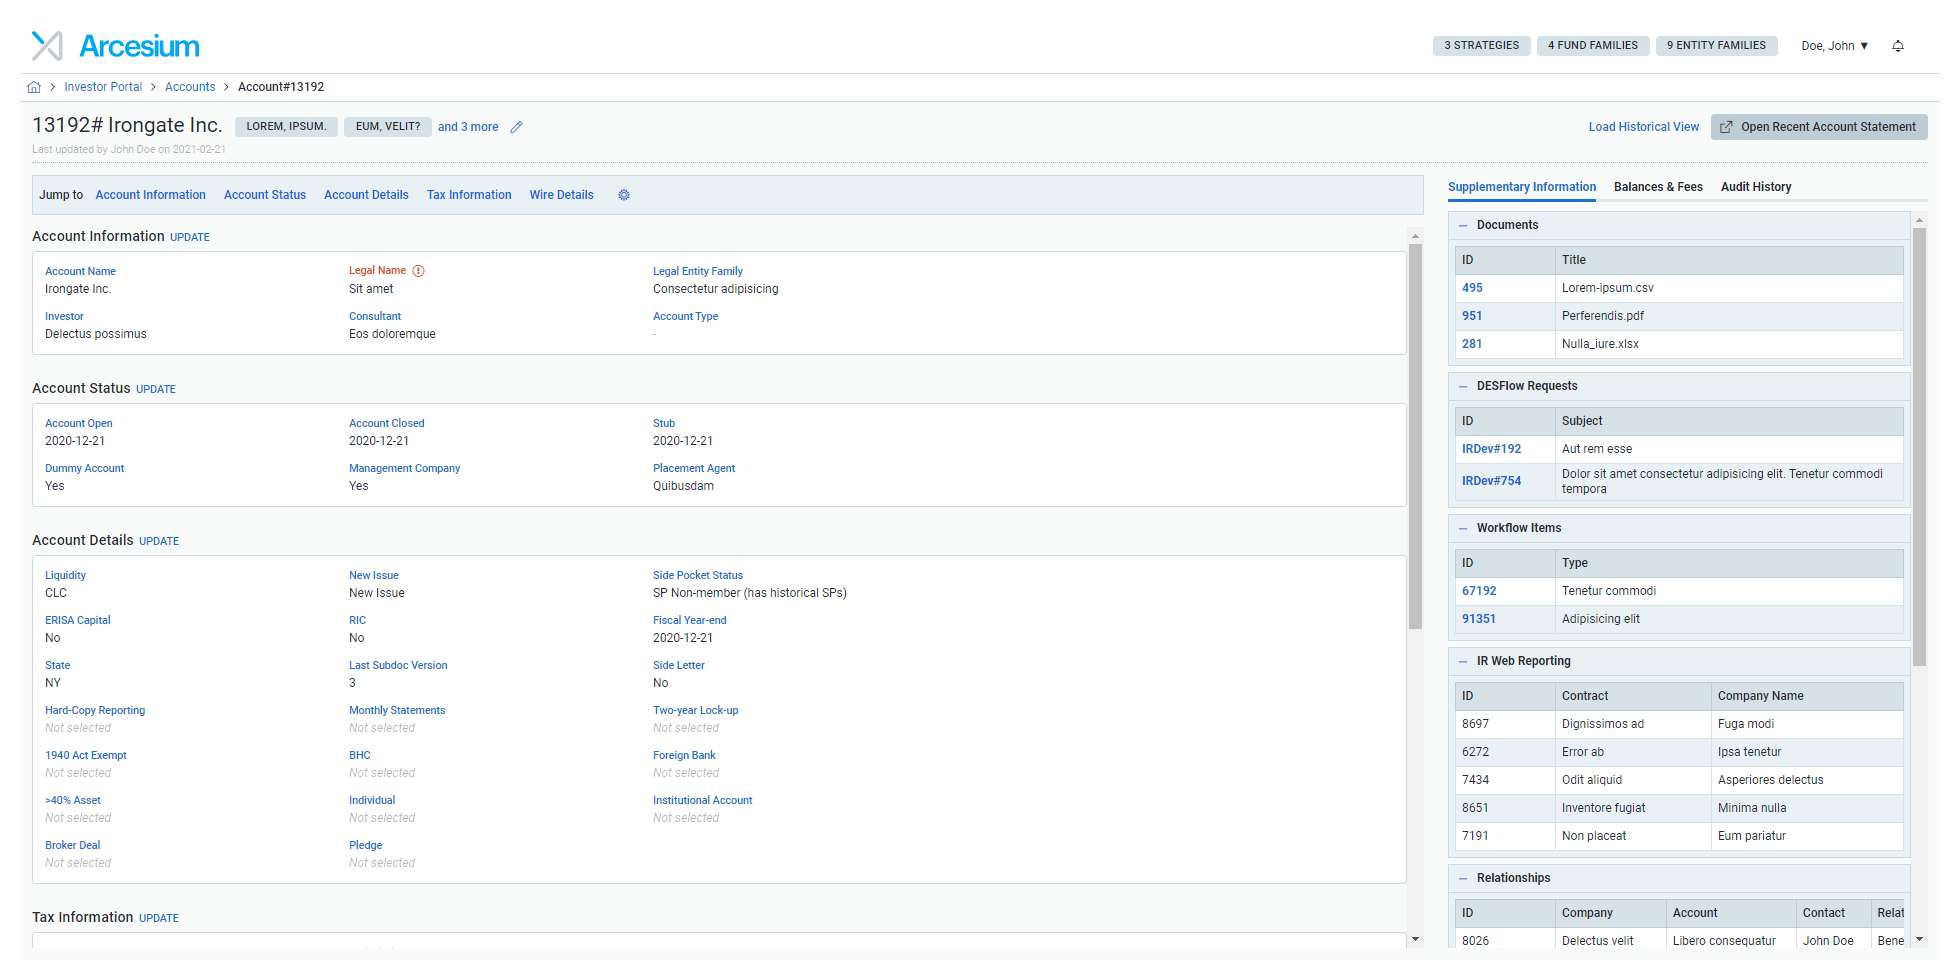 Arcesium
3 STRATEGIES 4 FUND FAMILIES 9 ENTITY FAMILIES Doe, John ▼
> Investor Portal > Accounts > Account#13192
13192# Irongate Inc. LOREM, IPSUM. EUM, VELIT? and 3 more
Load Historical View Open Recent Account Statement
Last updated by John Doe on 2021-02-21
Jump to Account Information Account Status Account Details Tax Information Wire Details
Account Information UPDATE
Account Name Legal Name Legal Entity Family
Irongate Inc. Sit amet Consectetur adipisicing
Investor Consultant Account Type
Delectus possimus Eos doloremque -
Account Status UPDATE
Account Open Account Closed Stub
2020-12-21 2020-12-21 2020-12-21
Dummy Account Management Company Placement Agent
Yes Yes Quibusdam
Account Details UPDATE
Liquidity New Issue Side Pocket Status
CLC New Issue SP Non-member (has historical SPs)
ERISA Capital RIC Fiscal Year-end
No No 2020-12-21
State Last Subdoc Version Side Letter
NY 3 No
Hard-Copy Reporting Monthly Statements Two-year Lock-up
Not selected Not selected Not selected
1940 Act Exempt BHC Foreign Bank
Not selected Not selected Not selected
>40% Asset Individual Institutional Account
Not selected Not selected Not selected
Broker Deal Pledge
Not selected Not selected
Tax Information UPDATE
Supplementary Information Balances & Fees Audit History
Documents
ID Title
495 Lorem-ipsum.csv
951 Perferendis.pdf
281 Nulla_iure.xlsx
DESFlow Requests
ID Subject
IRDev#192 Aut rem esse
IRDev#754 Dolor sit amet consectetur adipisicing elit. Tenetur commodi
tempora
Workflow Items
ID Type
67192 Tenetur commodi
91351 Adipisicing elit
IR Web Reporting
ID Contract Company Name
8697 Dignissimos ad Fuga modi
6272 Error ab Ipsa tenetur
7434 Odit aliquid Asperiores delectus
8651 Inventore fugiat Minima nulla
7191 Non placeat Eum pariatur
Relationships
ID Company Account Contact Relat
8026 Delectus velit Libero consequatur John Doe Bene